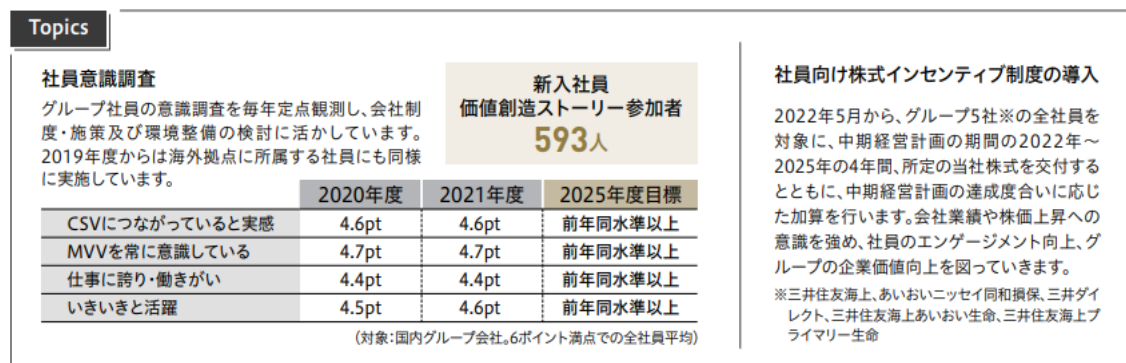 Topics
社員意識調査
グループ社員の意識調査を毎年定点観測し、会社制
度・施策及び環境整備の検討に活かしています。
2019年度からは海外拠点に所属する社員にも同様
に実施しています。
新入社員
価値創造ストーリー参加者
593人
2020年度 2021年度 2025年度目標
CSVにつながっていると実感 4.6pt 4.6pt 前年同水準以上
MVVを常に意識している 4.7pt 4.7pt 前年同水準以上
仕事に誇り・働きがい 4.4pt 4.4pt 前年同水準以上
いきいきと活躍 4.5pt 4.6pt 前年同水準以上
(対象:国内グループ会社。6ポイント満点での全社員平均)
社員向け株式インセンティブ制度の導入
2022年5月から、グループ5社※の全社員を
対象に、中期経営計画の期間の2022年~
2025年の4年間、所定の当社株式を交付する
とともに、中期経営計画の達成度合いに応じ
た加算を行います。会社業績や株価上昇への
意識を強め、社員のエンゲージメント向上、グ
ループの企業価値向上を図っていきます。
※三井住友海上、あいおいニッセイ同和損保、三井ダイ
レクト、三井住友海上あいおい生命、三井住友海上プ
ライマリー生命